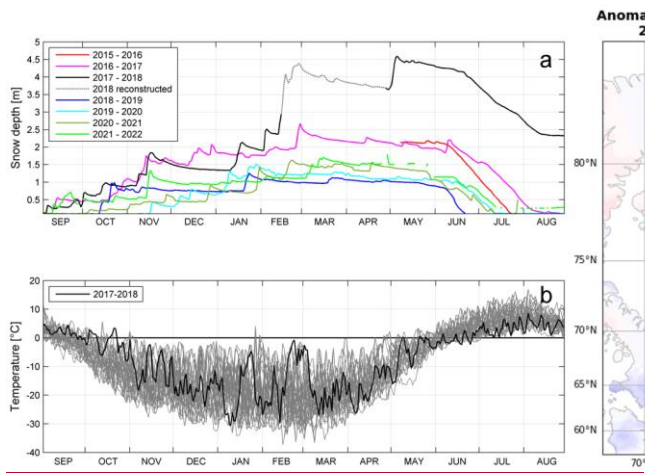 Anoma
2
a
5
4.5
4
3.5
3
2.5
2
1.5
1
0.5
Snow depth [m]
2015 - 2016
2016 - 2017
2017 - 2018
2018 reconstructed
2018 - 2019
2019 - 2020
2020 - 2021
2021 - 2022
SEP OCT NOV DEC JAN FEB MAR APR MAY JUN JUL AUG
b
20
10
0
-10
-20
-30
-40
Temperature [°C]
2017-2018
SEP OCT NOV DEC JAN FEB MAR APR MAY JUN JUL AUG
80°N
75°N
70°N
65°N
60°N
70°